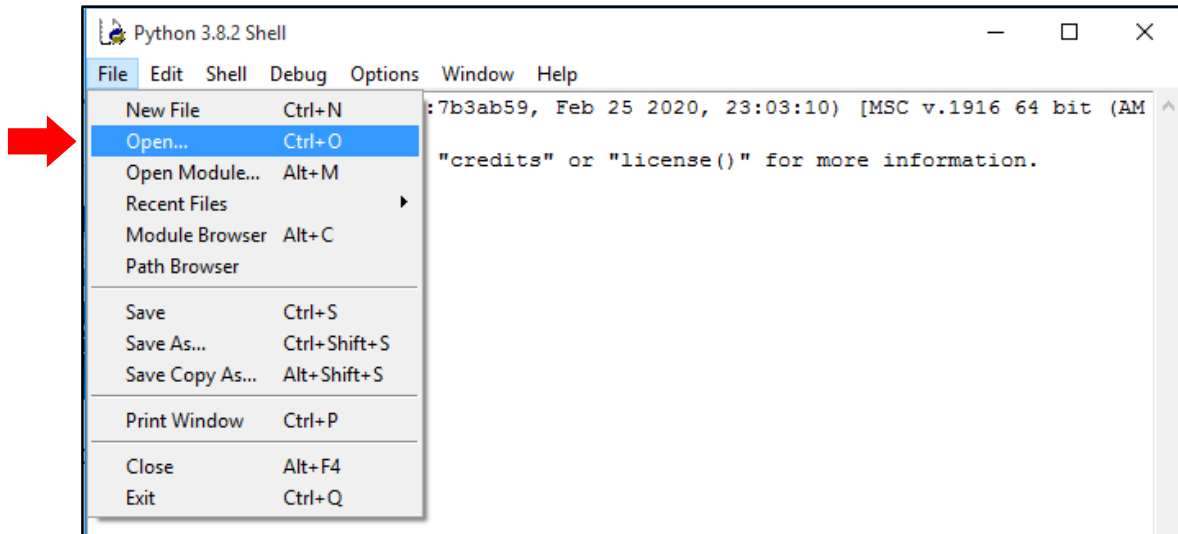 Python 3.8.2 Shell
File Edit Shell Debug Options Window Help
:7b3ab59, Feb 25 2020, 23:03:10) [MSC v.1916 64 bit (AM
"credits" or "license()" for more information.
New File Ctrl+N
Open... Ctrl+O
Open Module... Alt+M
Recent Files
Module Browser Alt+C
Path Browser
Save Ctrl+S
Save As... Ctrl+Shift+S
Save Copy As... Alt+Shift+S
Print Window Ctrl+P
Close Alt+F4
Exit Ctrl+Q